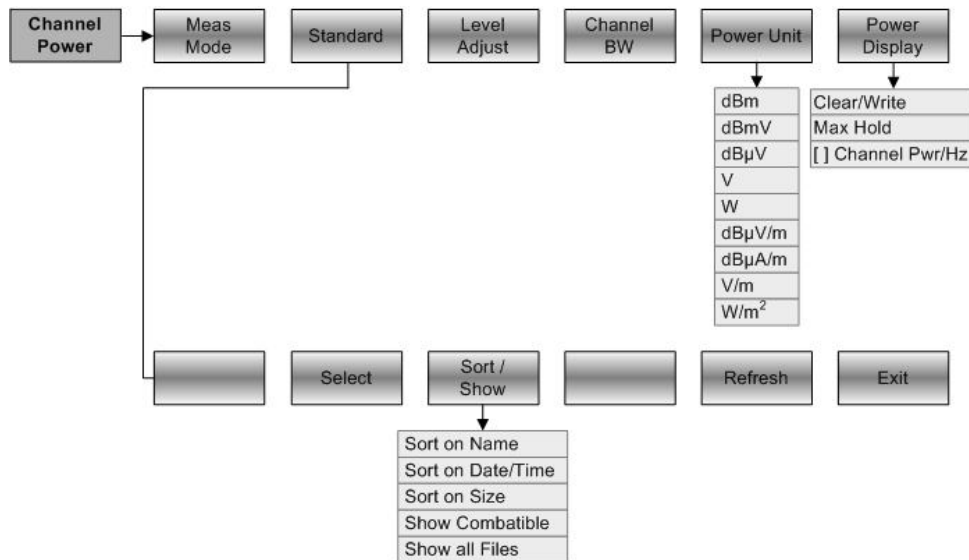 Channel
Power
Meas
Mode
Standard
Level
Adjust
Channel
BW
Power Unit
Power
Display
dBm
dBmV
dBµV
V
W
dBµV/m
dBµA/m
V/m
W/m²
Clear/Write
Max Hold
[ ] Channel Pwr/Hz
Select
Sort /
Show
Refresh
Exit
Sort on Name
Sort on Date/Time
Sort on Size
Show Combatible
Show all Files